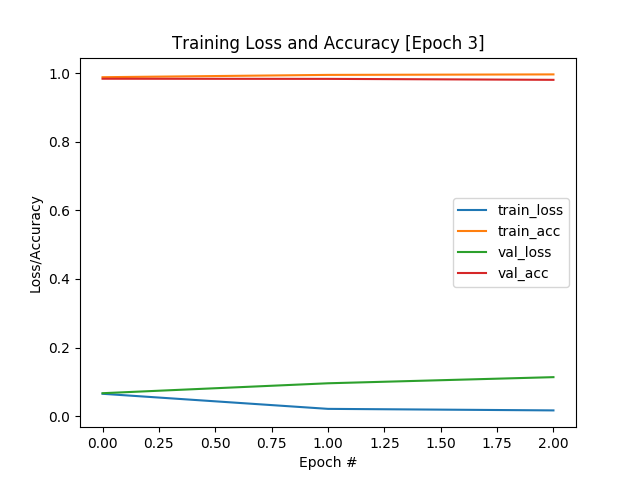 Training Loss and Accuracy [Epoch 3]
Loss/Accuracy
1.0
0.8
0.6
0.4
0.2
0.0
train_loss
train_acc
val_loss
val_acc
0.00 0.25 0.50 0.75 1.00 1.25 1.50 1.75 2.00
Epoch #